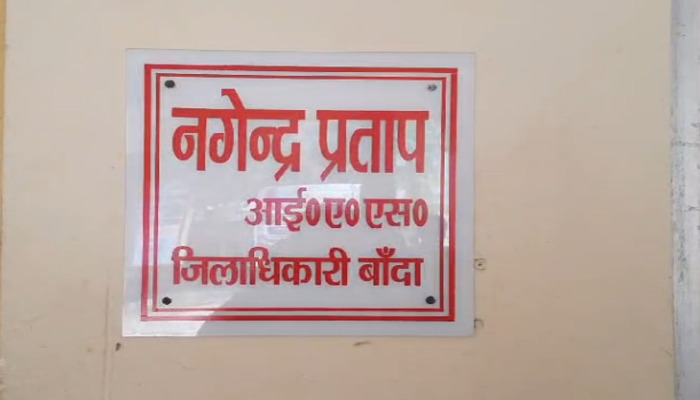 नगेन्द्र प्रताप
आई०ए०एस०
जिलाधिकारी बाँदा